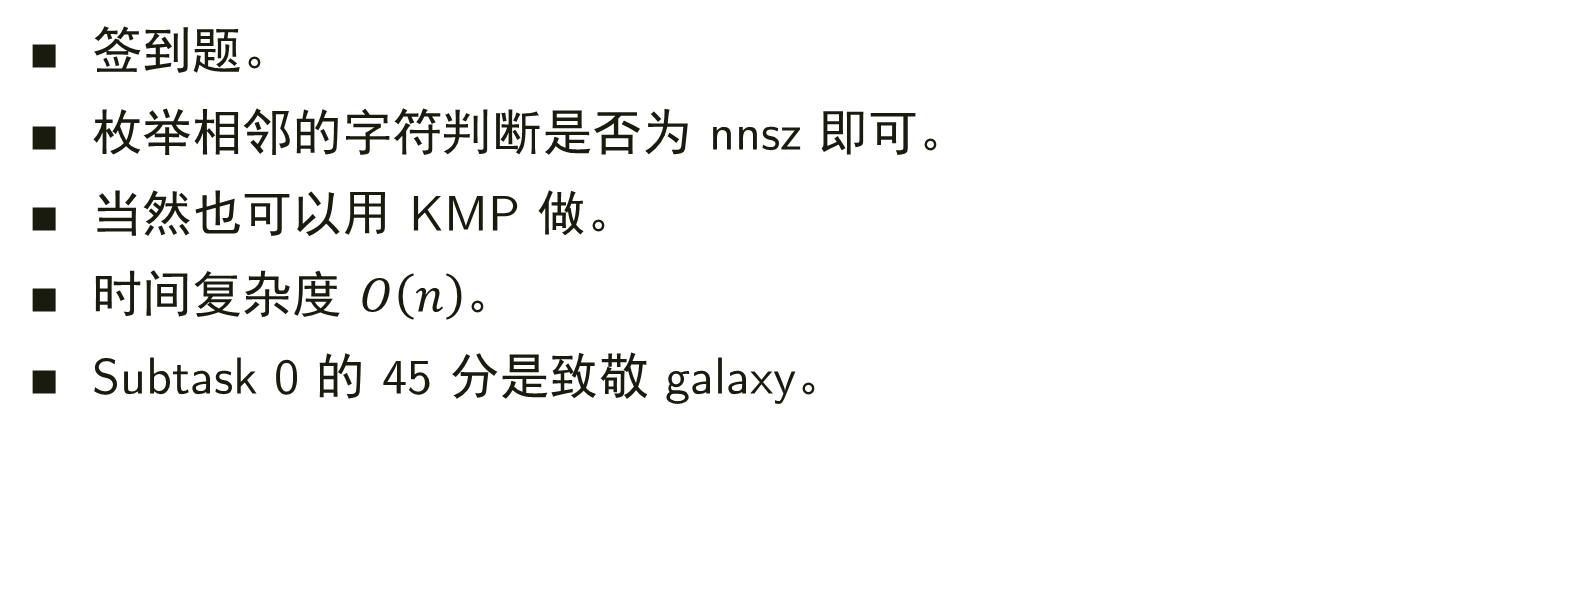 ■ 签到题。
■ 枚举相邻的字符判断是否为 nnsz 即可。
■ 当然也可以用 KMP 做。
■ 时间复杂度 O(n)。
■ Subtask 0 的 45 分是致敬 galaxy。